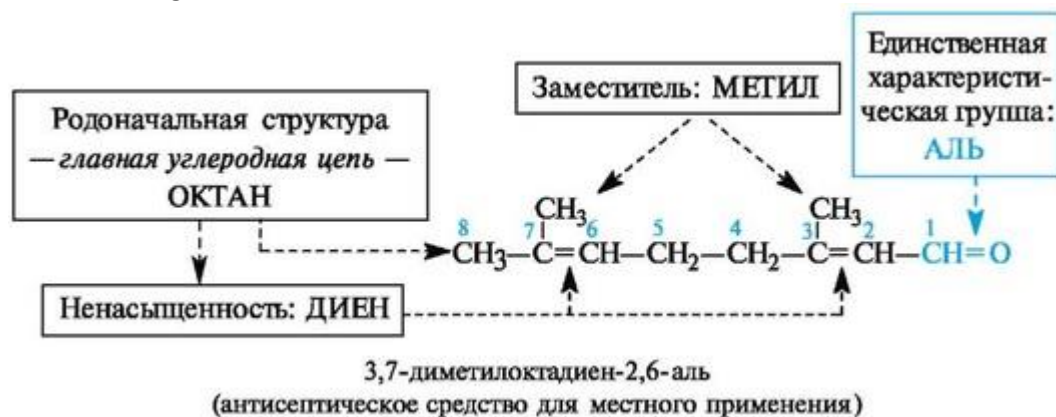 Единственная
характеристи-
ческая группа:
АЛЬ
Заместитель: МЕТИЛ
Родоначальная структура
—главная углеродная цепь —
ОКТАН
CH₃ CH₃
8 7 6 5 4 3 2 1
CH₃—C=CH—CH₂—CH₂—C=CH—CH=O
Ненасыщенность: ДИЕН
3,7-диметилоктадиен-2,6-аль
(антисептическое средство для местного применения)